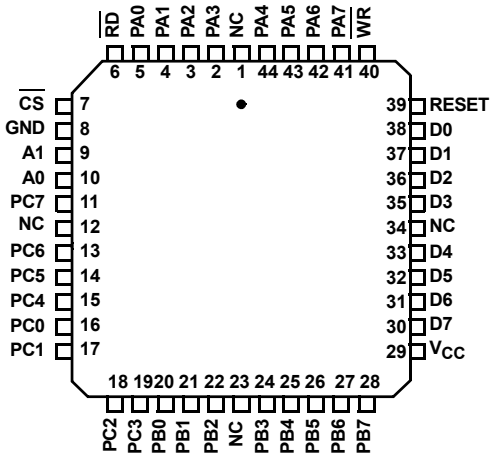 RD PA0 PA1 PA2 PA3 NC PA4 PA5 PA6 PA7 WR
6 5 4 3 2 1 44 43 42 41 40
CS 7
GND 8
A1 9
A0 10
PC7 11
NC 12
PC6 13
PC5 14
PC4 15
PC0 16
PC1 17
39 RESET
38 D0
37 D1
36 D2
35 D3
34 NC
33 D4
32 D5
31 D6
30 D7
29 VCC
18 19 20 21 22 23 24 25 26 27 28
PC2 PC3 PB0 PB1 PB2 NC PB3 PB4 PB5 PB6 PB7